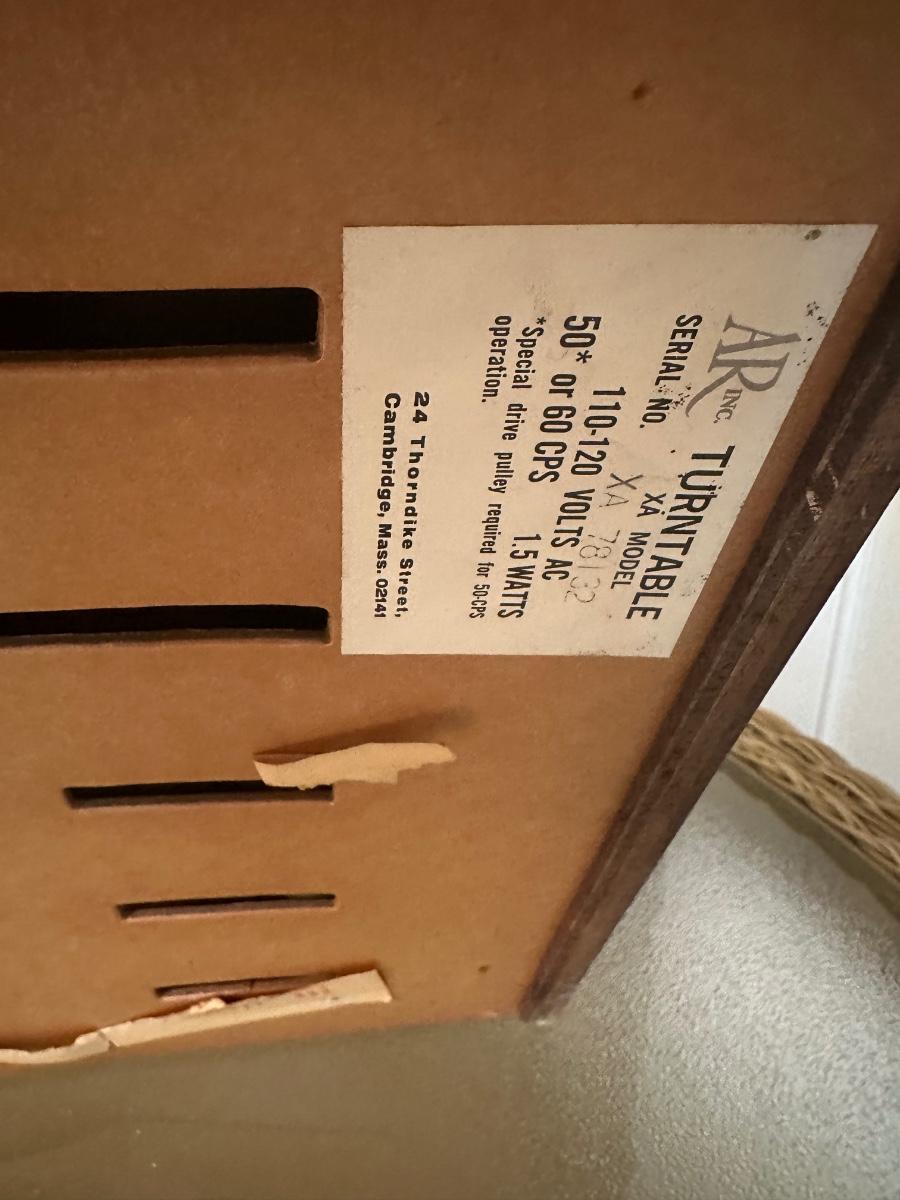 AR INC. TURNTABLE
XA MODEL
SERIAL NO. XA 78132
110-120 VOLTS AC
50* or 60 CPS 1.5 WATTS
*Special drive pulley required for 50-CPS
operation.
24 Thorndike Street,
Cambridge, Mass. 02141